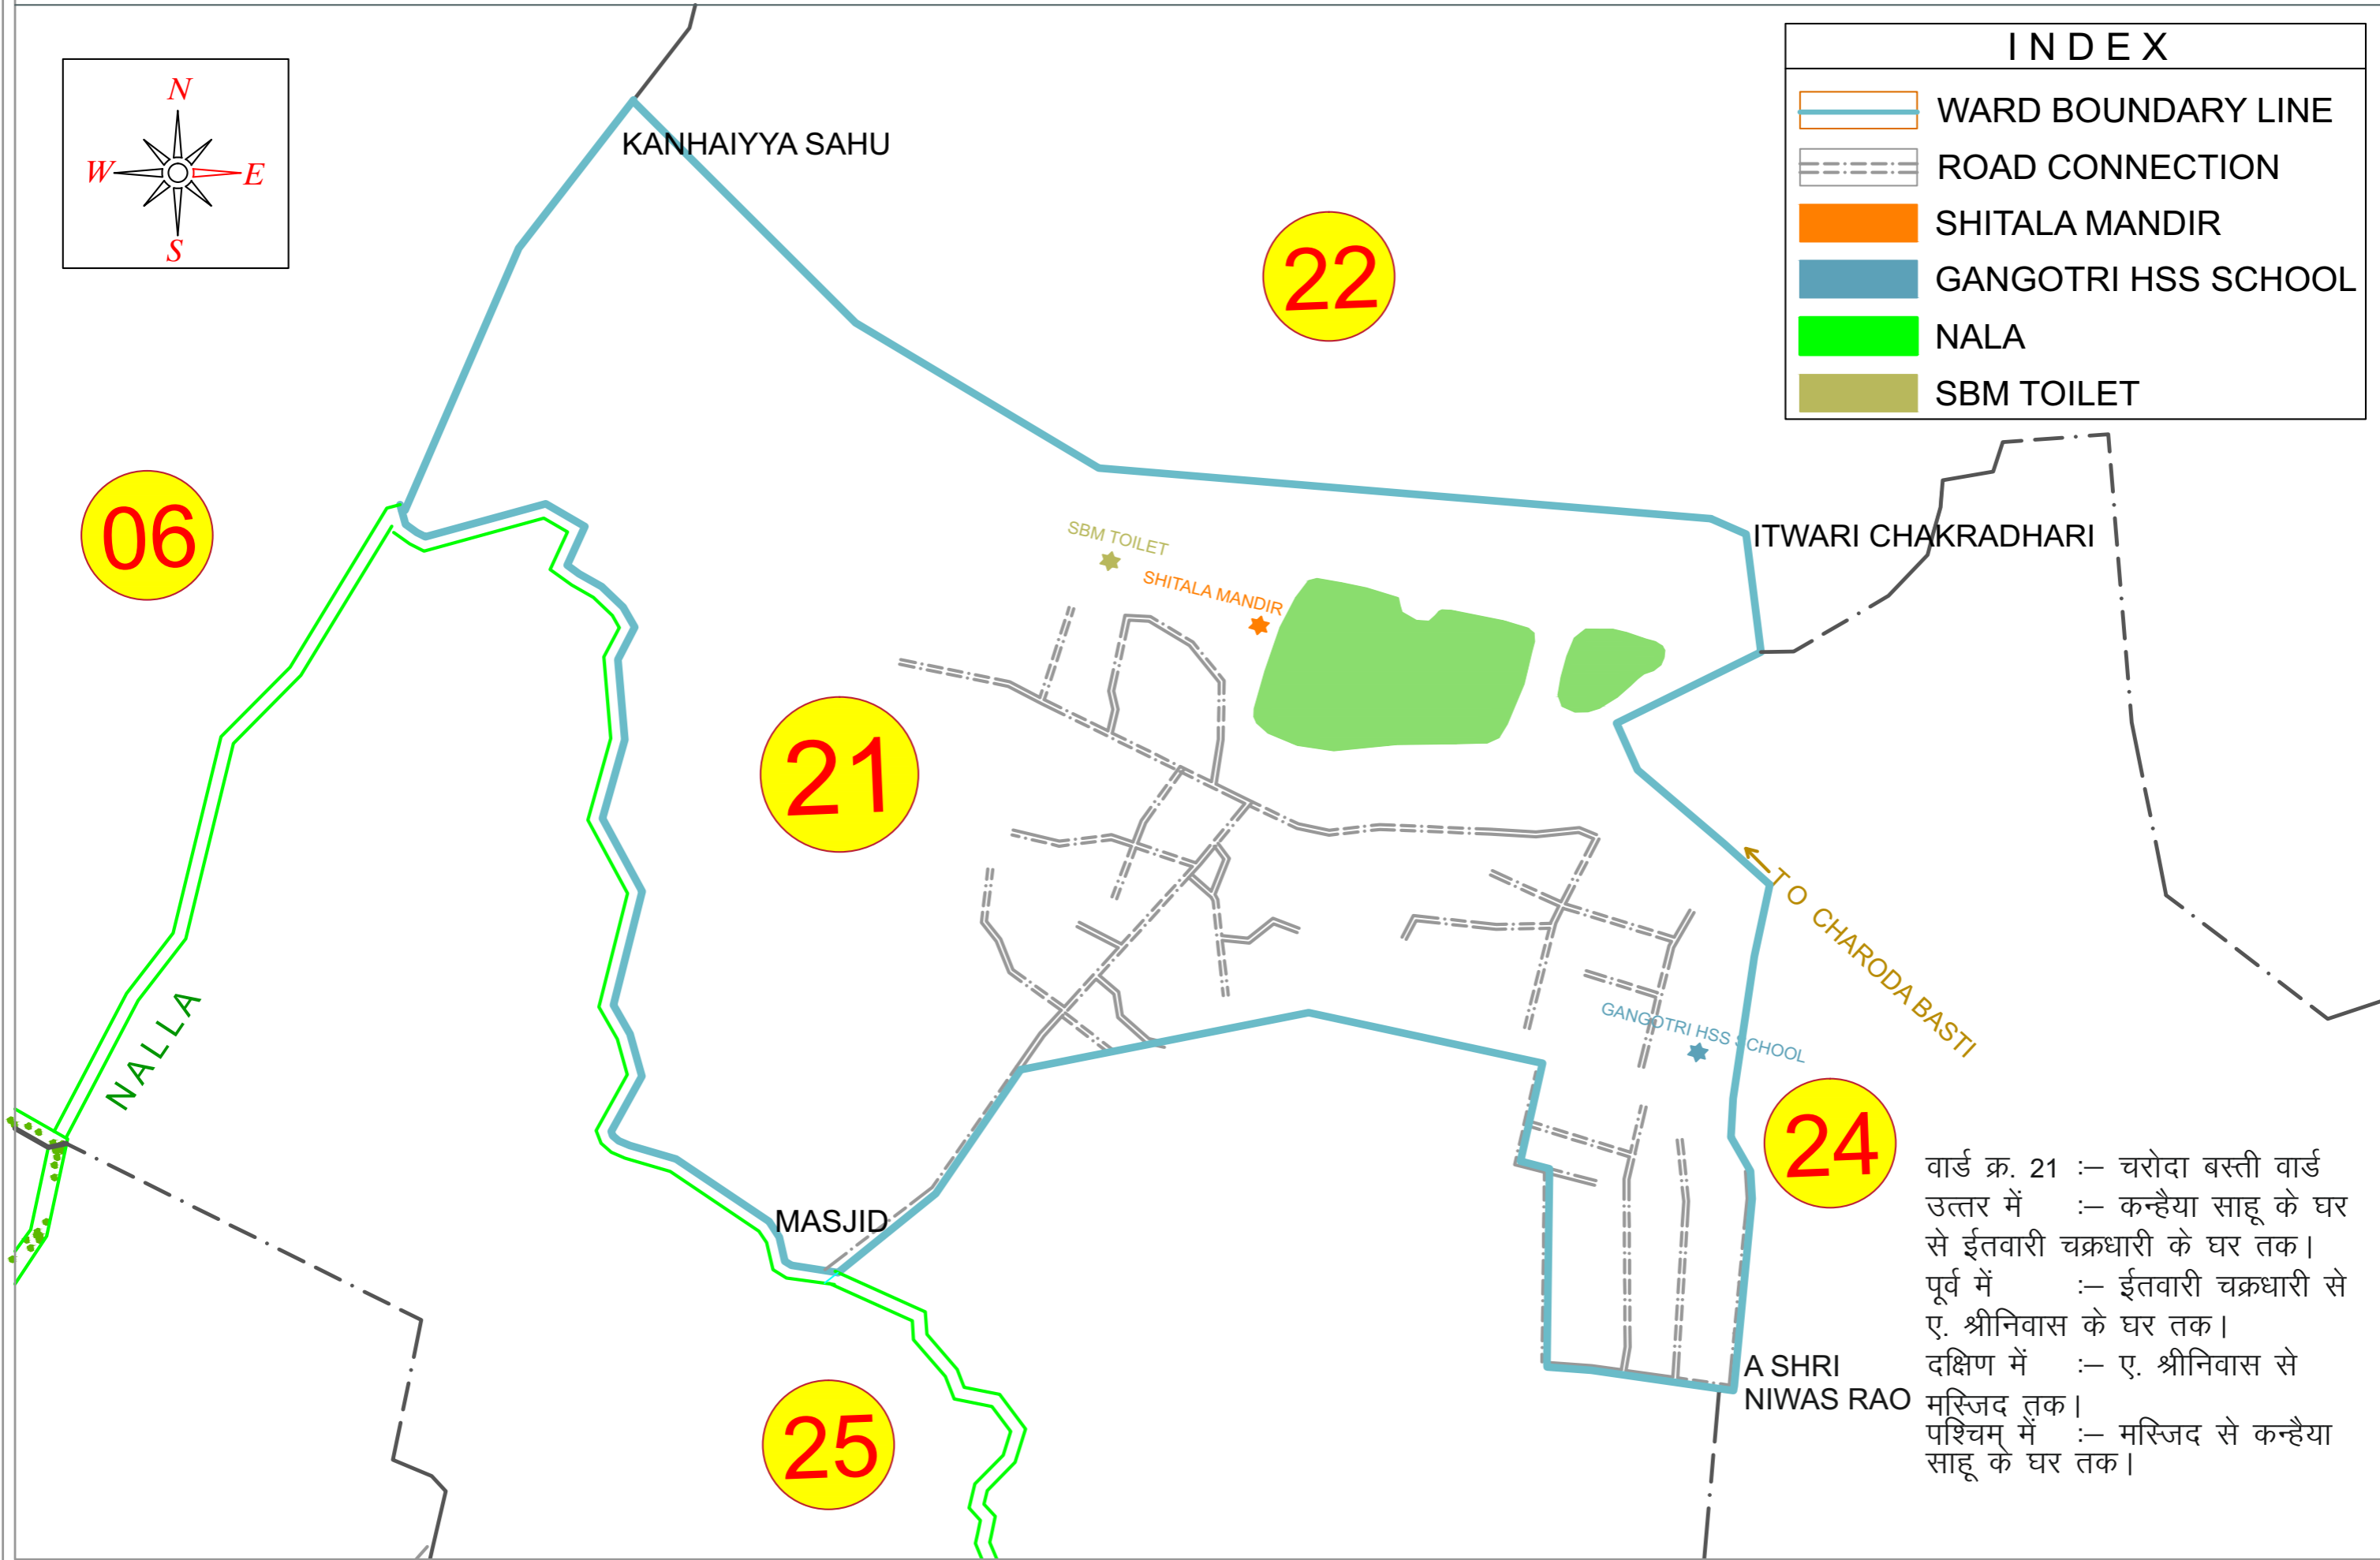 INDEX
WARD BOUNDARY LINE
ROAD CONNECTION
SHITALA MANDIR
GANGOTRI HSS SCHOOL
NALA
SBM TOILET
N
W
E
S
KANHAIYYA SAHU
22
06
ITWARI CHAKRADHARI
SBM TOILET
SHITALA MANDIR
21
TO CHARODA BASTI
NALLA
GANGOTRI HSS SCHOOL
24
MASJID
25
A SHRI
NIWAS RAO
वार्ड क्र. 21 :– चरोदा बस्ती वार्ड
उत्तर में :– कन्हैया साहू के घर
से ईतवारी चक्रधारी के घर तक।
पूर्व में :– ईतवारी चक्रधारी से
ए. श्रीनिवास के घर तक।
दक्षिण में :– ए. श्रीनिवास से
मस्जिद तक।
पश्चिम में :– मस्जिद से कन्हैया
साहू के घर तक।